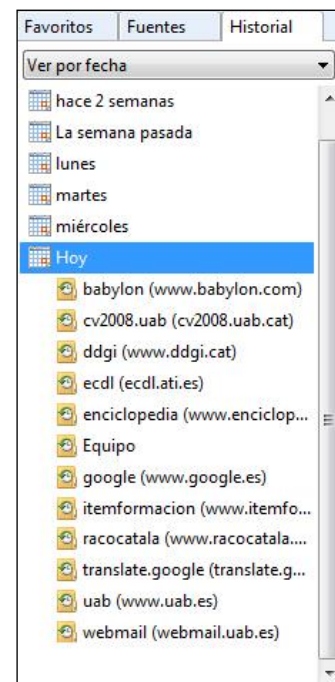 Favoritos Fuentes Historial
Ver por fecha
hace 2 semanas
La semana pasada
lunes
martes
miércoles
Hoy
babylon (www.babylon.com)
cv2008.uab (cv2008.uab.cat)
ddgi (www.ddgi.cat)
ecdl (ecdl.ati.es)
enciclopedia (www.enciclop...
Equipo
google (www.google.es)
itemformacion (www.itemfo...
racocatala (www.racocatala....
translate.google (translate.g...
uab (www.uab.es)
webmail (webmail.uab.es)